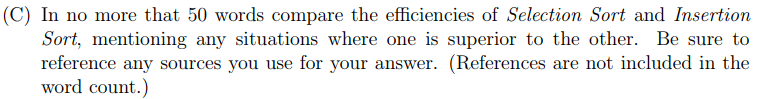 (C) In no more that 50 words compare the efficiencies of Selection Sort and Insertion
Sort, mentioning any situations where one is superior to the other. Be sure to
reference any sources you use for your answer. (References are not included in the
word count.)